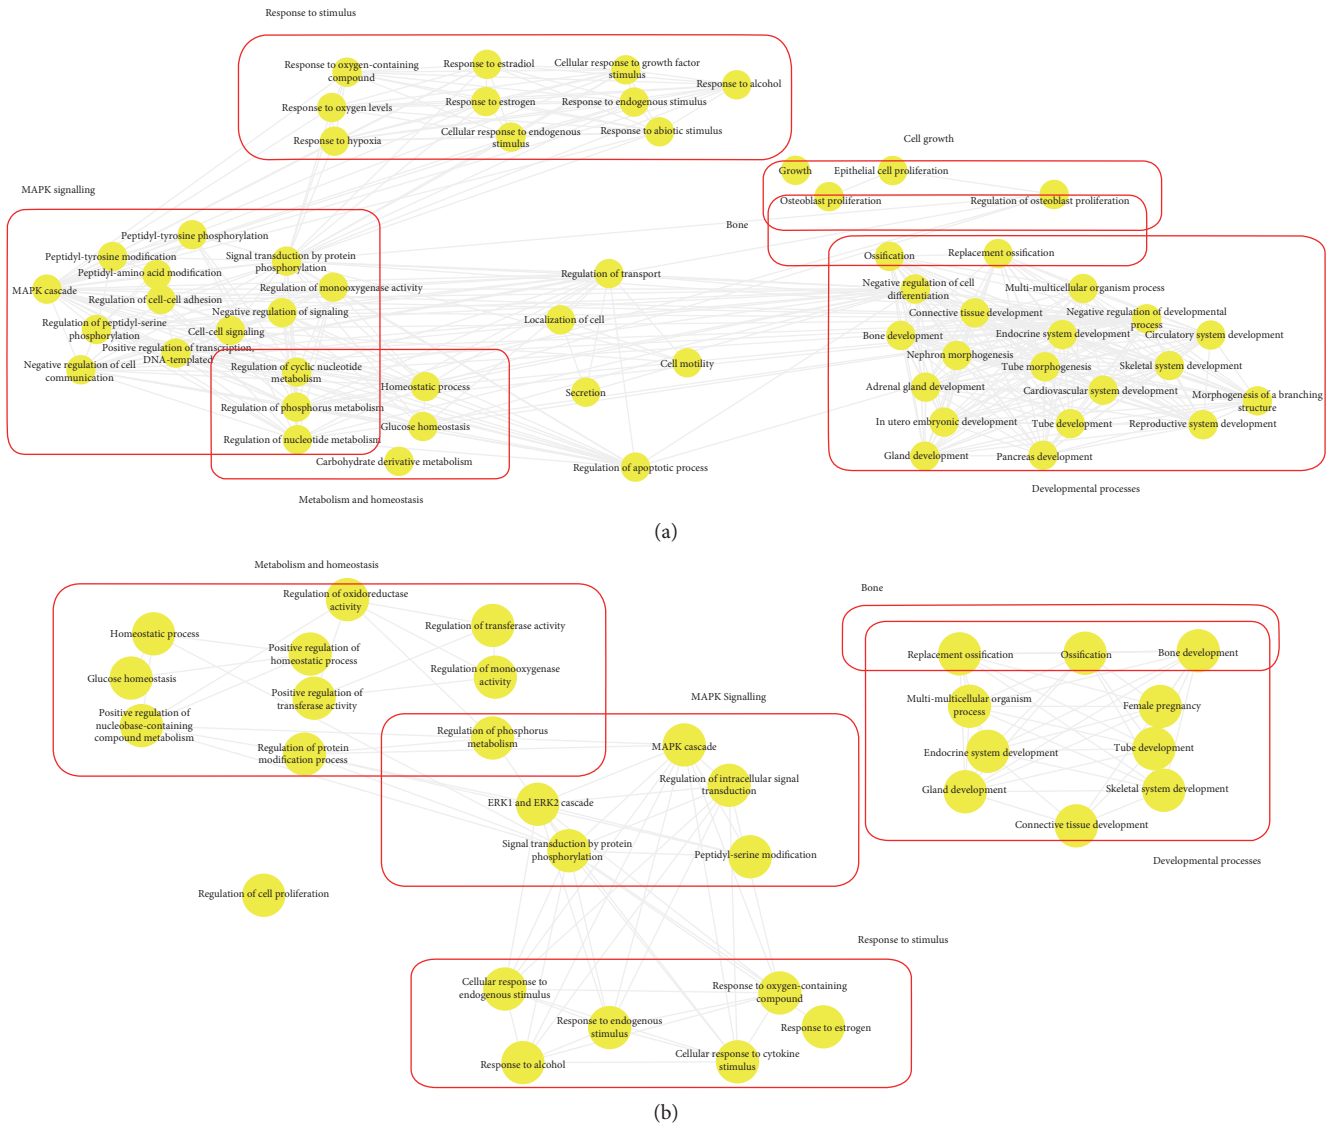 Response to stimulus
Response to oxygen-containing
compound
Response to estradiol
Cellular response to growth factor
stimulus
Response to alcohol
Response to oxygen levels
Response to estrogen
Response to endogenous stimulus
Response to hypoxia
Cellular response to endogenous
stimulus
Response to abiotic stimulus
Cell growth
Growth
Epithelial cell proliferation
Osteoblast proliferation
Regulation of osteoblast proliferation
MAPK signalling
Peptidyl-tyrosine phosphorylation
Peptidyl-tyrosine modification
Signal transduction by protein
phosphorylation
Peptidyl-amino acid modification
MAPK cascade
Regulation of monooxygenase activity
Regulation of cell-cell adhesion
Negative regulation of signaling
Regulation of peptidyl-serine
phosphorylation
Cell-cell signaling
Positive regulation of transcription,
DNA-templated
Negative regulation of cell
communication
Regulation of cyclic nucleotide
metabolism
Homeostatic process
Regulation of phosphorus metabolism
Glucose homeostasis
Regulation of nucleotide metabolism
Carbohydrate derivative metabolism
Metabolism and homeostasis
Regulation of transport
Localization of cell
Cell motility
Secretion
Regulation of apoptotic process
Bone
Ossification
Replacement ossification
Negative regulation of cell
differentiation
Multi-multicellular organism process
Connective tissue development
Negative regulation of developmental
process
Bone development
Endocrine system development
Circulatory system development
Nephron morphogenesis
Tube morphogenesis
Skeletal system development
Adrenal gland development
Cardiovascular system development
Morphogenesis of a branching
structure
In utero embryonic development
Tube development
Reproductive system development
Gland development
Pancreas development
Developmental processes
(a)
Metabolism and homeostasis
Regulation of oxidoreductase
activity
Homeostatic process
Regulation of transferase activity
Positive regulation of
homeostatic process
Glucose homeostasis
Regulation of monooxygenase
activity
Positive regulation of
transferase activity
Positive regulation of
nucleobase-containing
compound metabolism
Regulation of protein
modification process
Regulation of phosphorus
metabolism
MAPK Signalling
MAPK cascade
Regulation of intracellular signal
transduction
ERK1 and ERK2 cascade
Signal transduction by protein
phosphorylation
Peptidyl-serine modification
Regulation of cell proliferation
Bone
Replacement ossification
Ossification
Bone development
Multi-multicellular organism
process
Female pregnancy
Endocrine system development
Tube development
Gland development
Skeletal system development
Connective tissue development
Developmental processes
Response to stimulus
Cellular response to
endogenous stimulus
Response to oxygen-containing
compound
Response to endogenous
stimulus
Response to estrogen
Response to alcohol
Cellular response to cytokine
stimulus
(b)